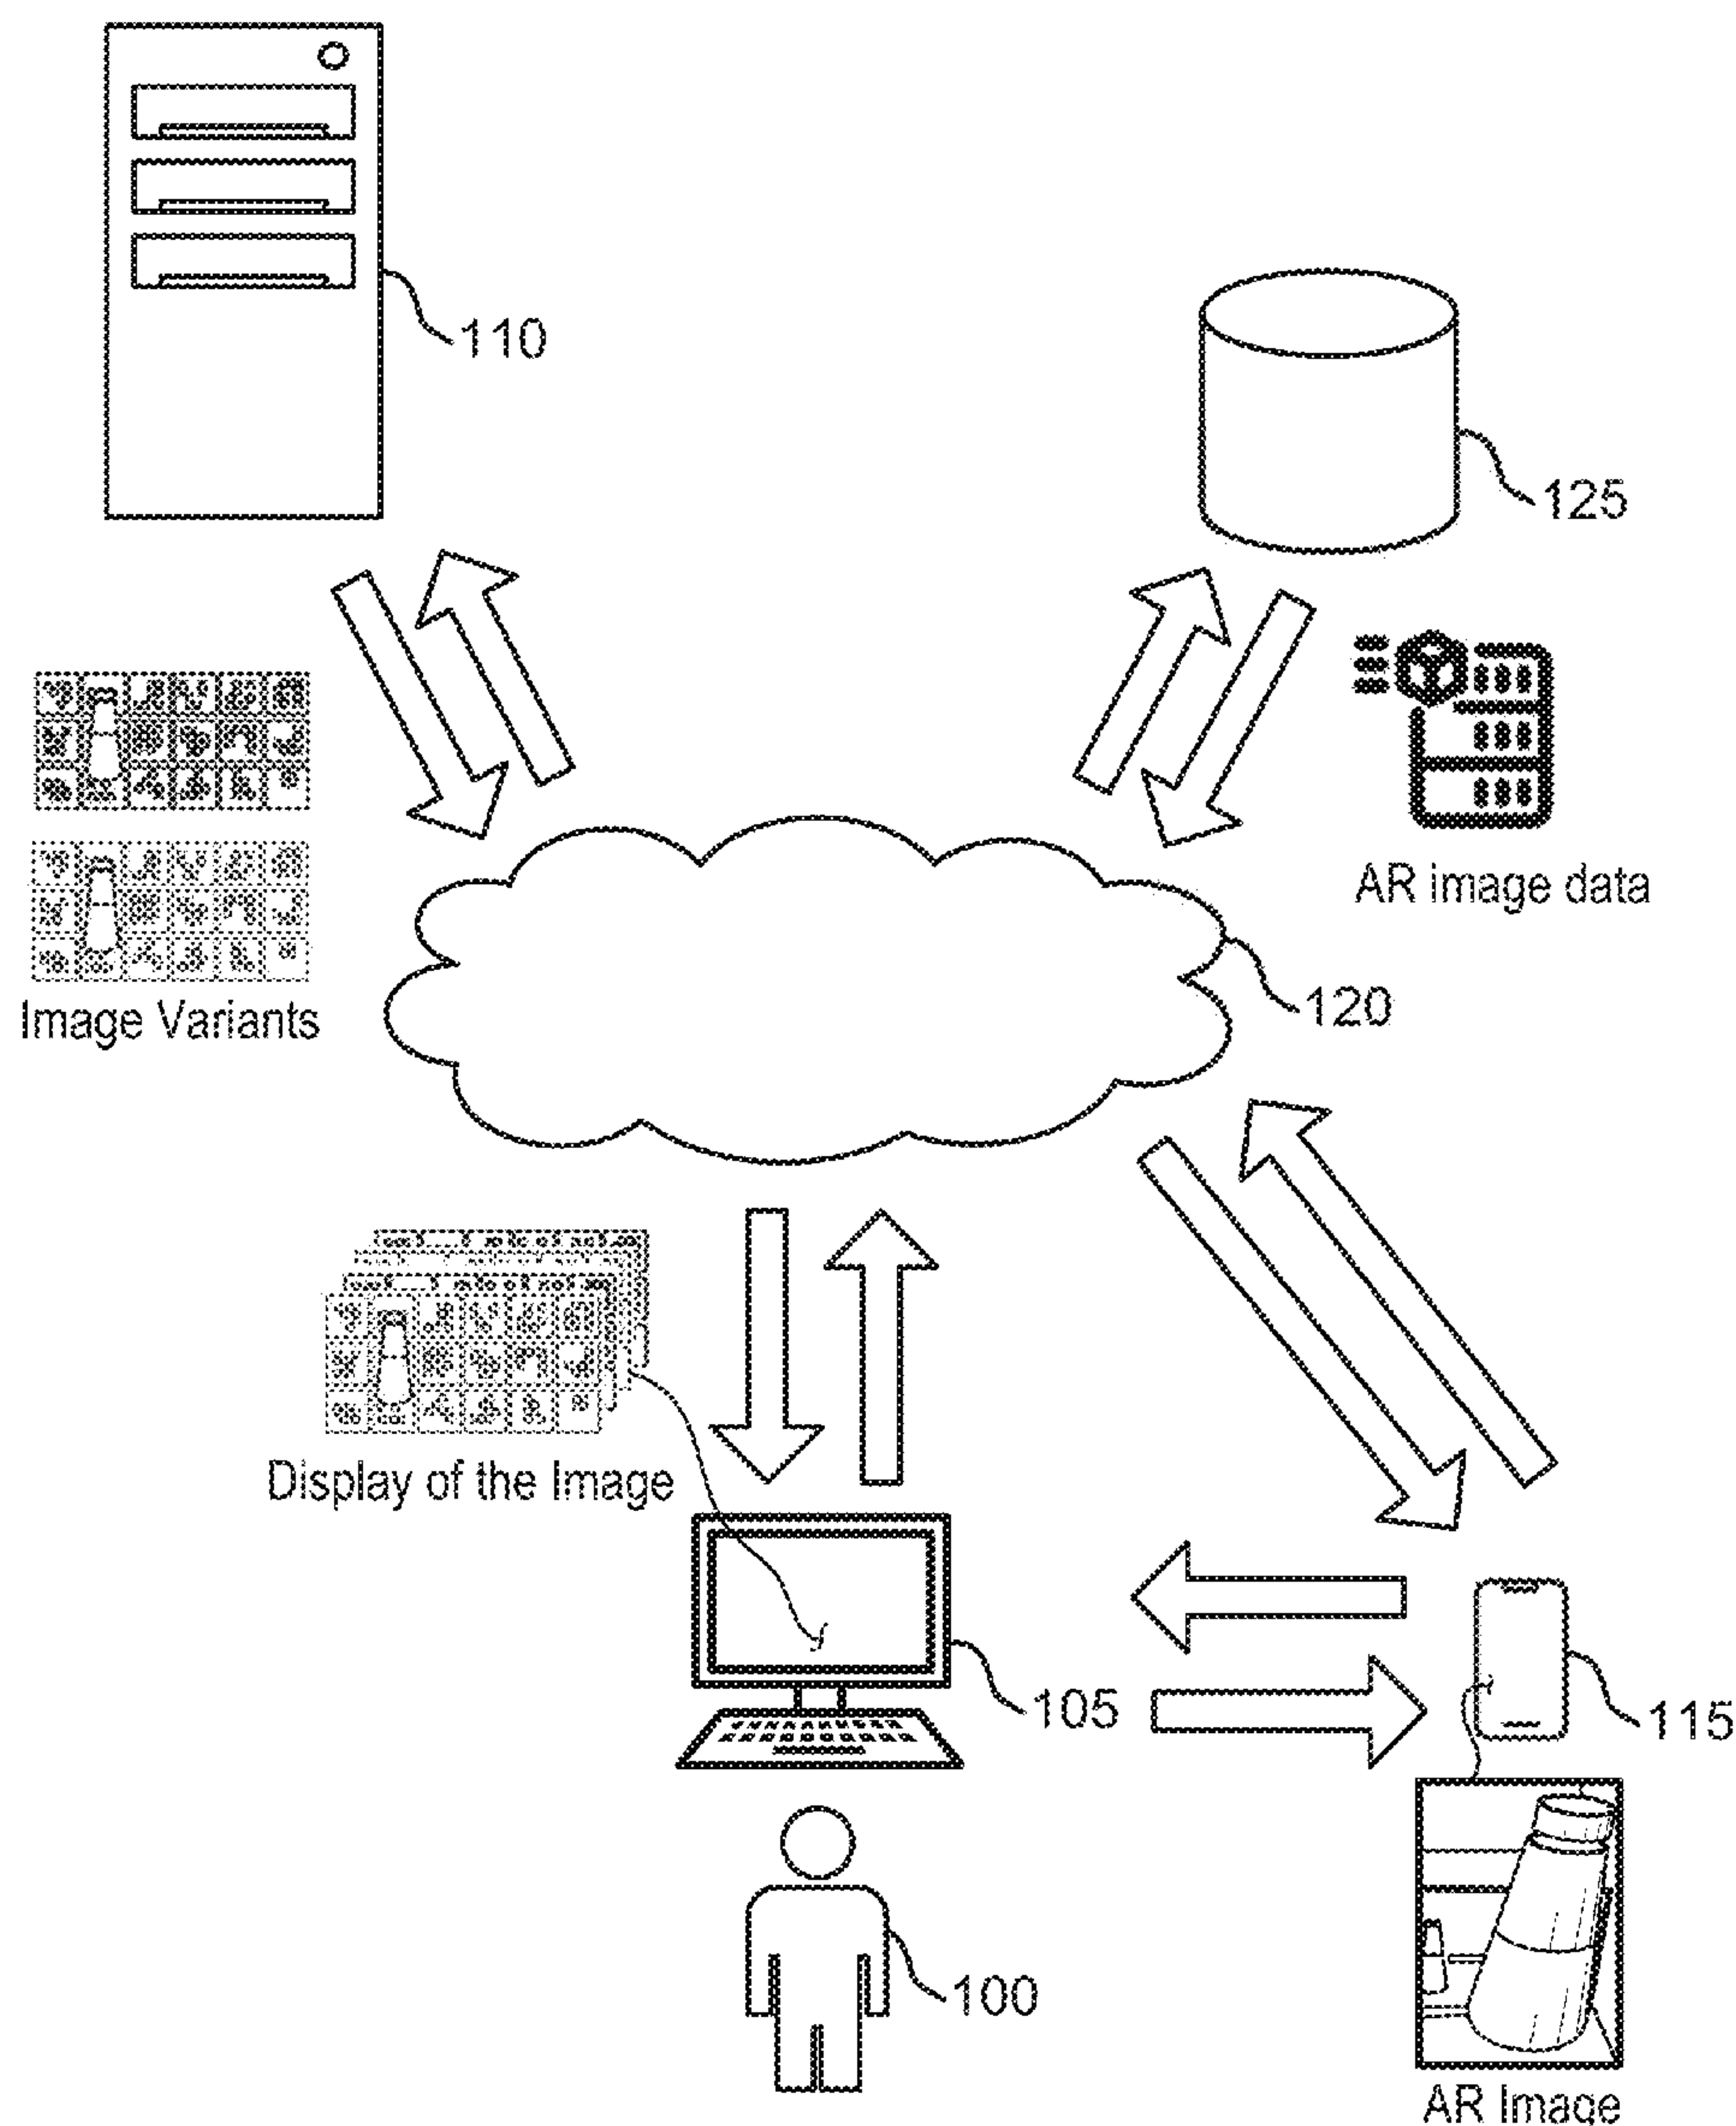 110
125
AR image data
120
Image Variants
Display of the Image
105
115
100
AR Image